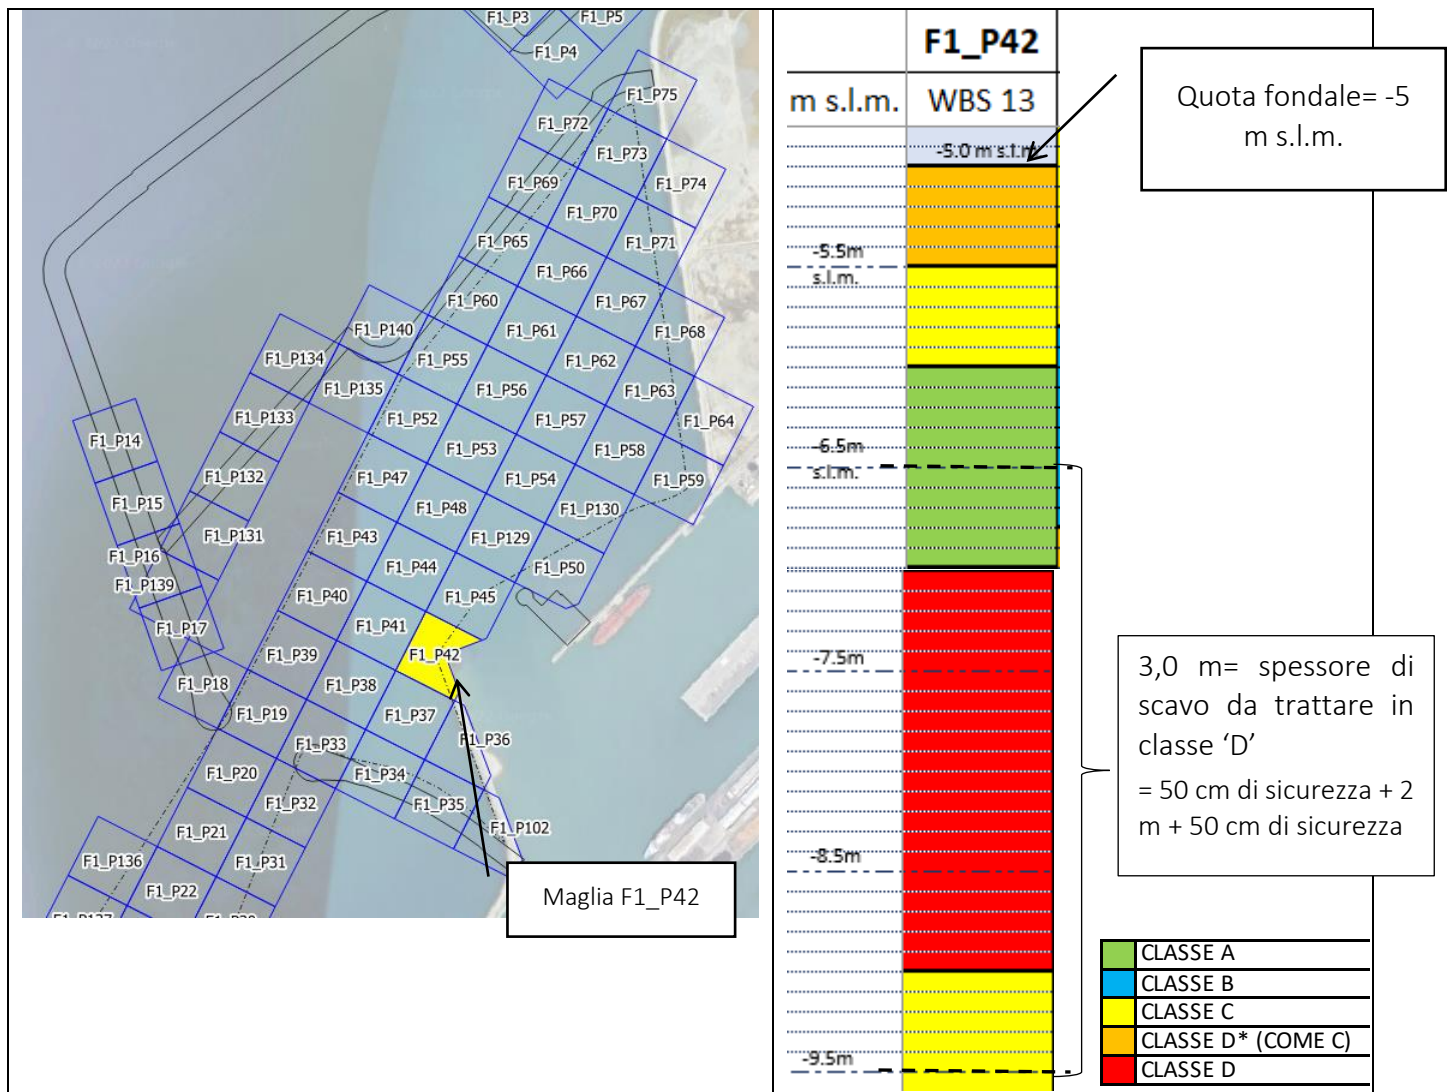 F1_P3
F1_P5
F1_P4
F1_P75
F1_P72
F1_P73
F1_P69
F1_P74
F1_P70
F1_P65
F1_P71
F1_P66
F1_P60
F1_P67
F1_P140
F1_P61
F1_P68
F1_P134
F1_P55
F1_P62
F1_P135
F1_P56
F1_P63
F1_P133
F1_P52
F1_P57
F1_P64
F1_P14
F1_P53
F1_P58
F1_P132
F1_P47
F1_P54
F1_P59
F1_P15
F1_P48
F1_P130
F1_P131
F1_P43
F1_P129
F1_P16
F1_P44
F1_P50
F1_P139
F1_P40
F1_P45
F1_P17
F1_P41
F1_P39
F1_P42
F1_P18
F1_P38
F1_P19
F1_P37
F1_P33
F1_P36
F1_P20
F1_P34
F1_P32
F1_P35
F1_P21
F1_P102
F1_P136
F1_P31
F1_P22
Maglia F1_P42
F1_P42
m s.l.m.
WBS 13
-5.0 m s.l.m
Quota fondale= -5
m s.l.m.
-5.5m
s.l.m.
-6.5m
s.l.m.
-7.5m
-8.5m
-9.5m
3,0 m= spessore di
scavo da trattare in
classe ‘D’
= 50 cm di sicurezza + 2
m + 50 cm di sicurezza
CLASSE A
CLASSE B
CLASSE C
CLASSE D* (COME C)
CLASSE D